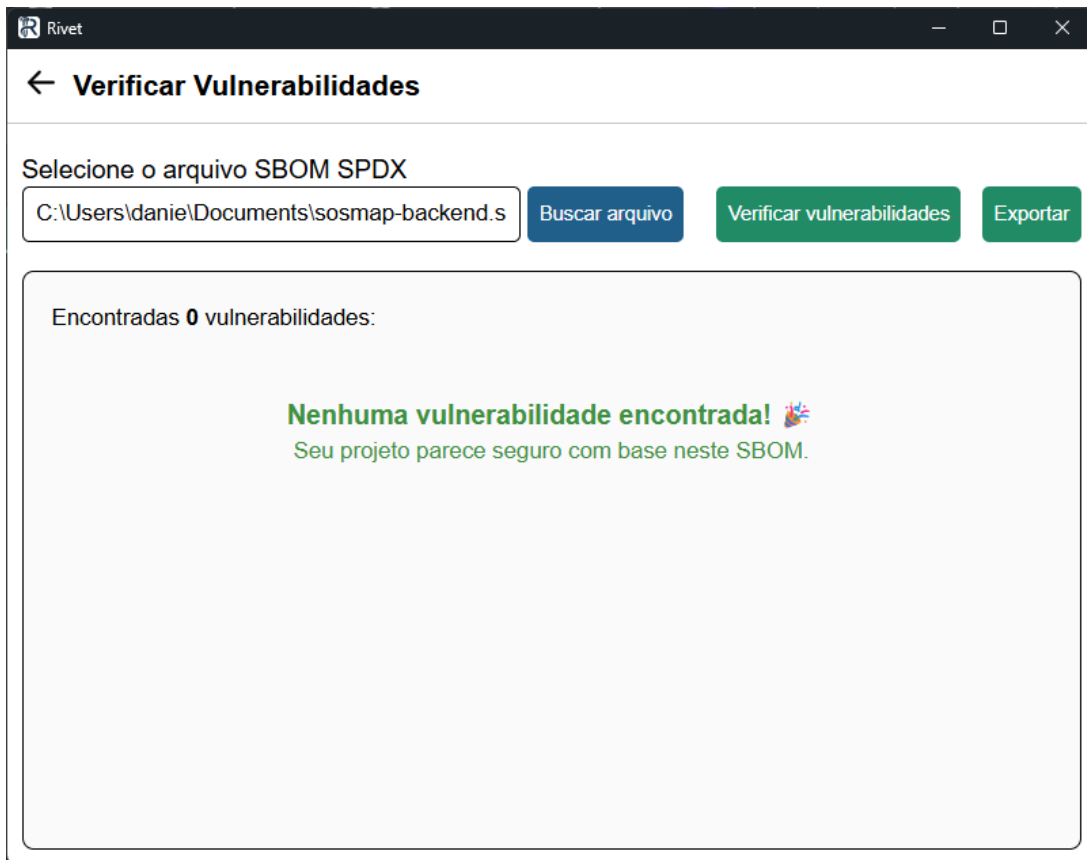 Rivet
Verificar Vulnerabilidades
Selecione o arquivo SBOM SPDX
C:\Users\danie\Documents\sosmap-backend.s Buscar arquivo Verificar vulnerabilidades Exportar
Encontradas 0 vulnerabilidades:
Nenhuma vulnerabilidade encontrada! 🎉
Seu projeto parece seguro com base neste SBOM.